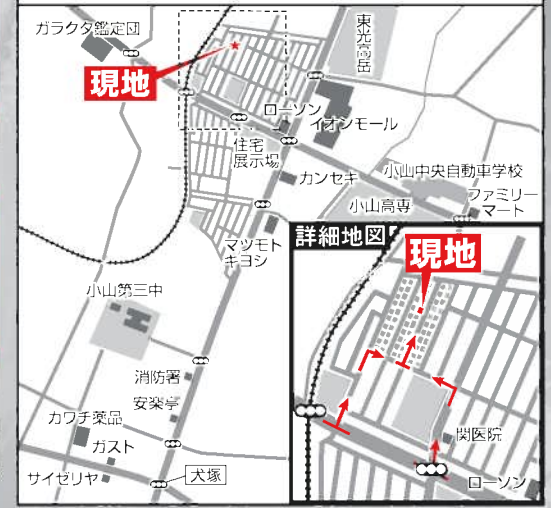 ガラクタ鑑定団
東光高岳
現地
ローソン
イオンモール
住宅
展示場
カンセキ
小山中央自動車学校
小山高専
ファミリー
マート
マツモト
キヨシ
小山第三中
消防署
安楽亭
カワチ薬品
ガスト
サイゼリヤ
犬塚
詳細地図
現地
関医院
ローソン